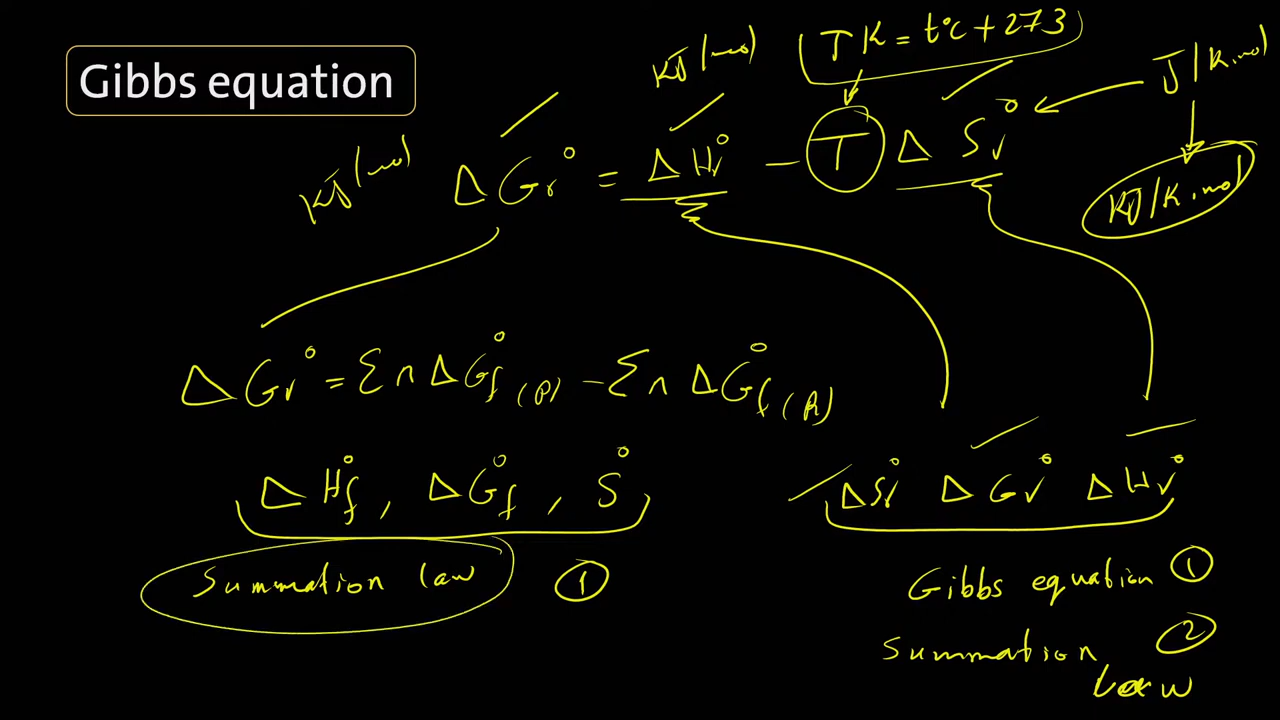 Gibbs equation
TK = t°C + 273
KJ/mol
J/K.mol
KJ/mol
ΔGr° = ΔHr° - T ΔSr°
KJ/K.mol
ΔGr° = Σn ΔGf°(P) - Σn ΔGf°(R)
ΔHf°, ΔGf°, S°
ΔSr° ΔGr° ΔHr°
Summation law ①
Gibbs equation ①
Summation ②
Law